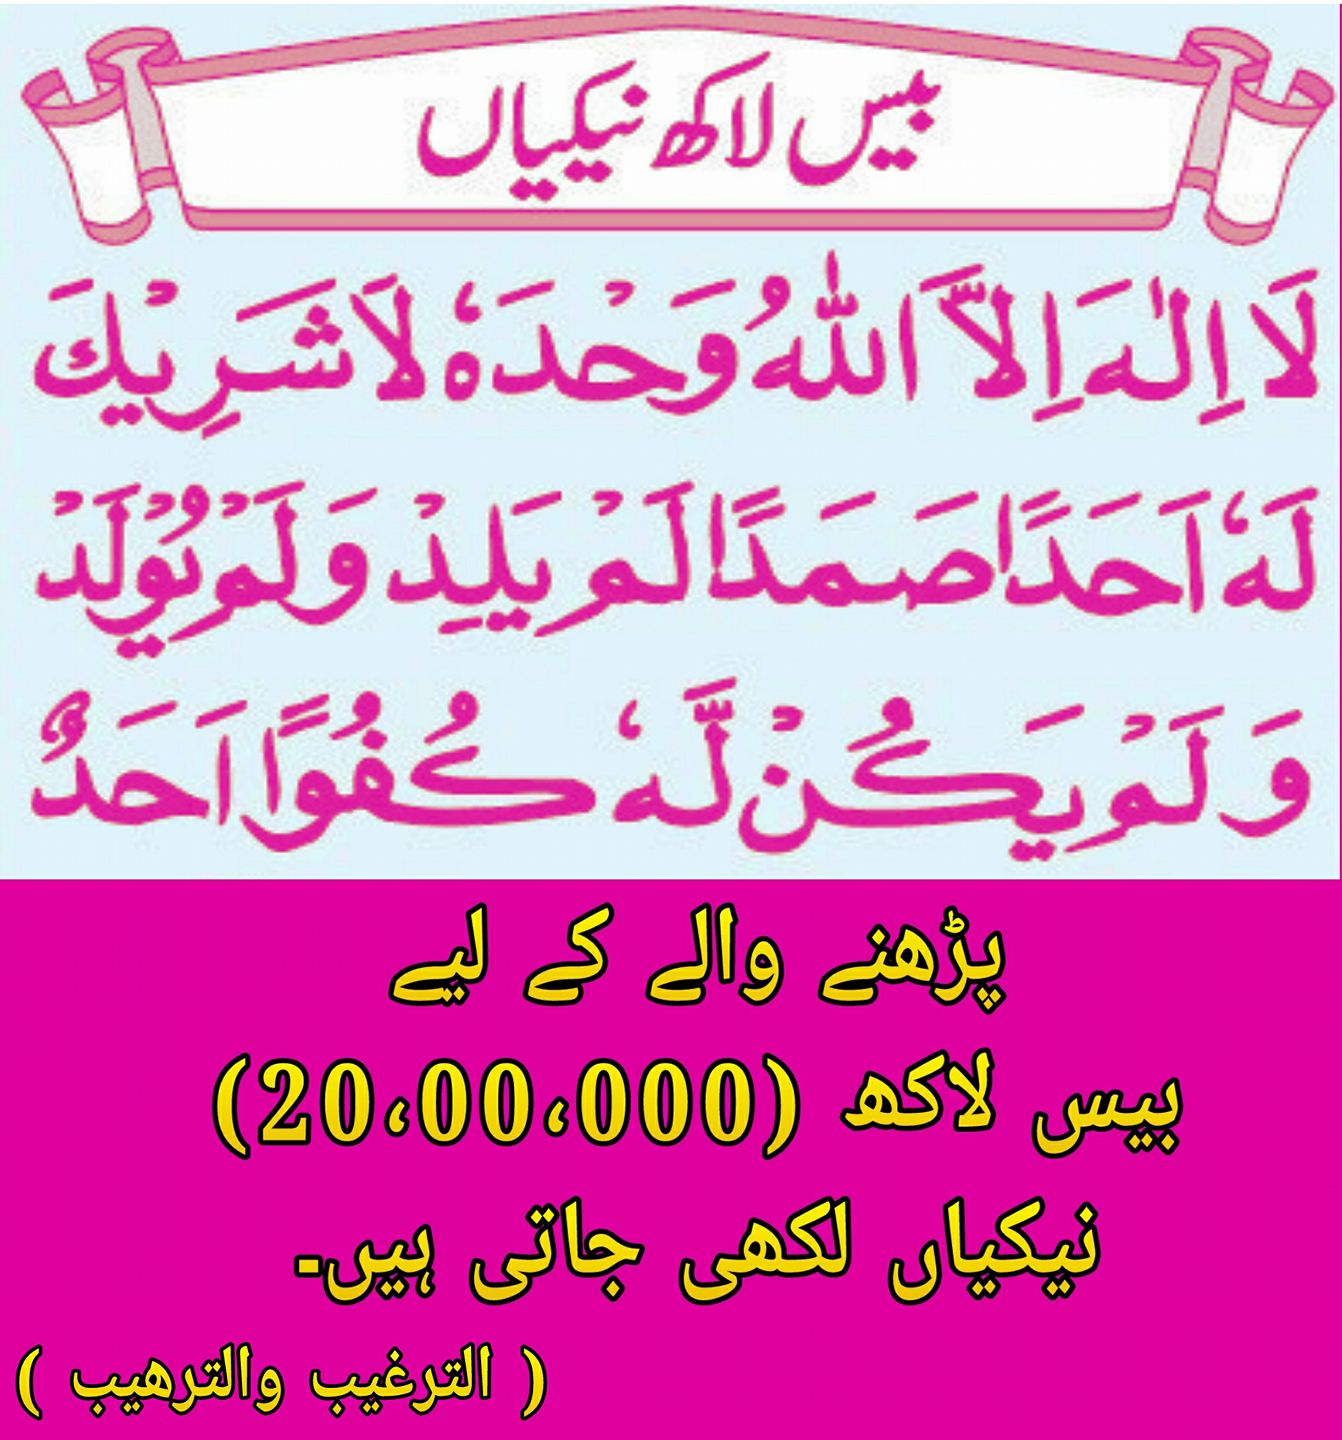 بیس لاکھ نیکیاں
لَا اِلٰہَ اِلاَّ اللّٰہُ وَحْدَہٗ لَا شَرِیْكَ
لَہٗ اَحَدًا صَمَدًا لَمْ یَلِدْ وَلَمْ یُوْلَدْ
وَلَمْ یَکُنْ لَّہٗ کُفُوًا اَحَدٌ
پڑھنے والے کے لیے
بیس لاکھ (20،00،000)
نیکیاں لکھی جاتی ہیں۔
( الترغیب والترھیب )